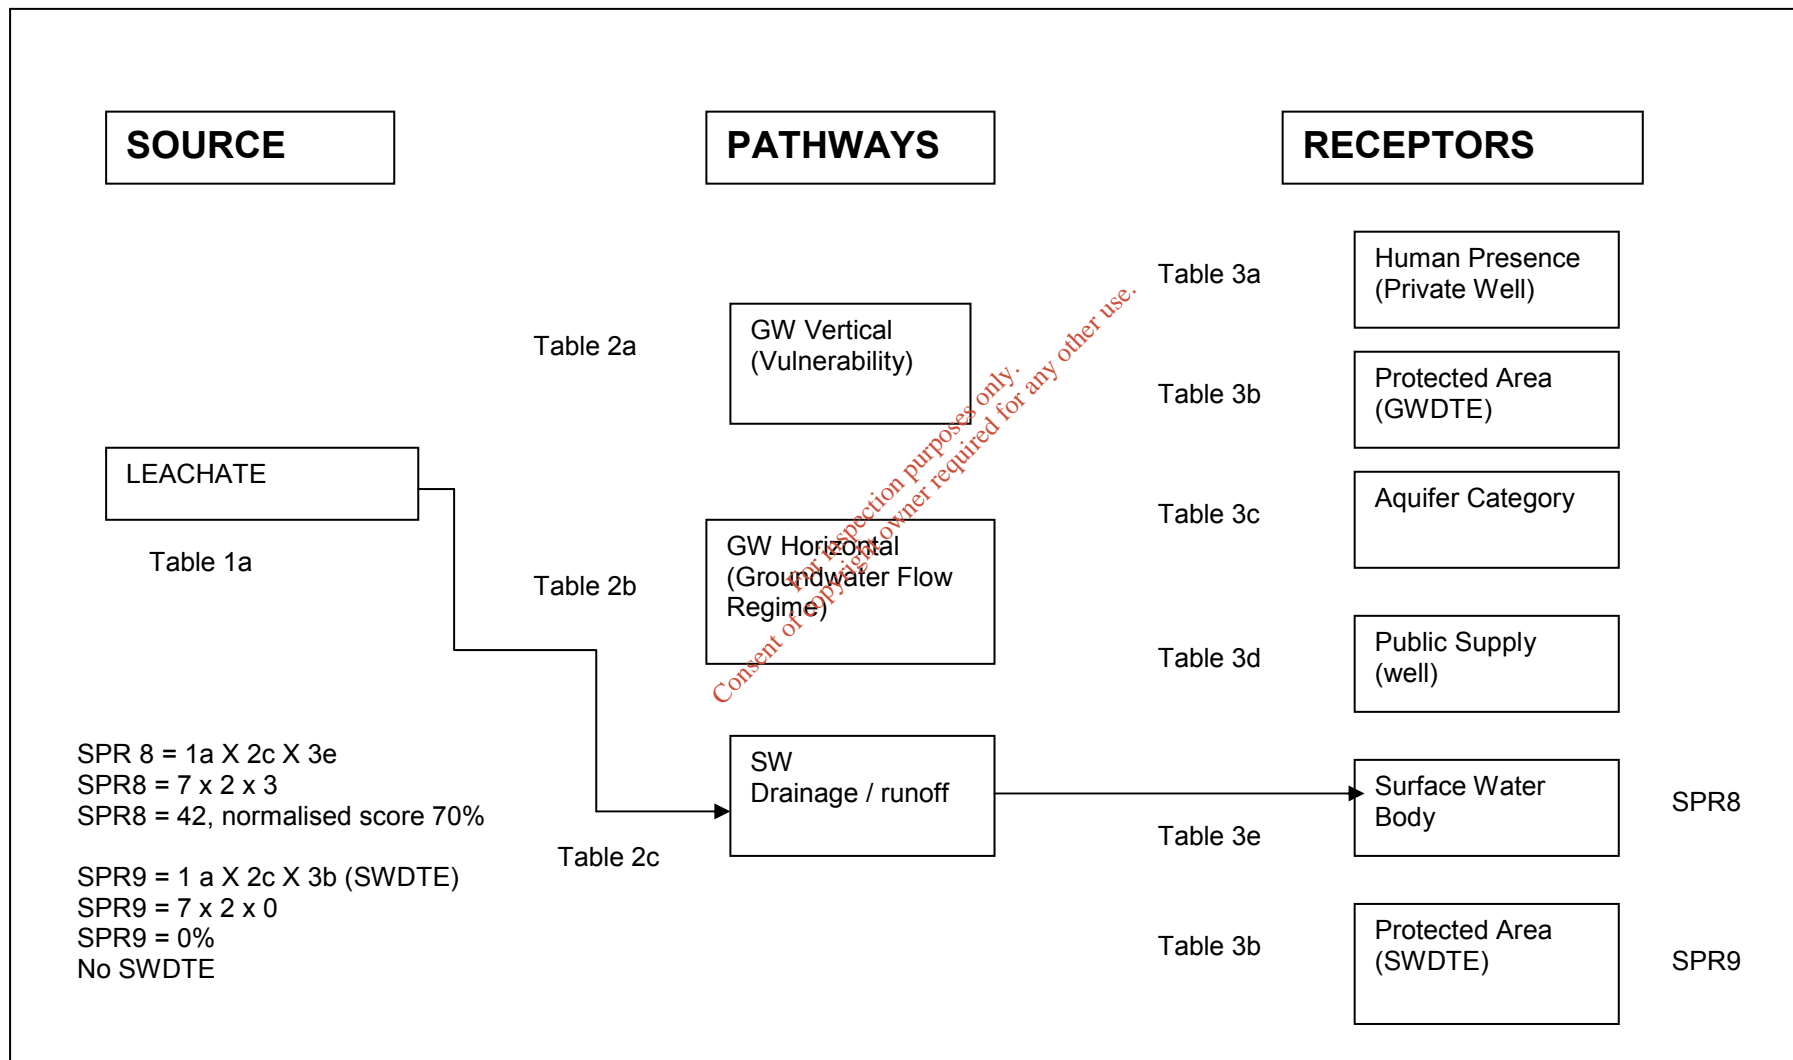 SOURCE
PATHWAYS
RECEPTORS
Table 3a
Human Presence
(Private Well)
Table 2a
GW Vertical
(Vulnerability)
Table 3b
Protected Area
(GWDTE)
LEACHATE
Table 1a
Table 3c
Aquifer Category
Table 2b
GW Horizontal
(Groundwater Flow
Regime)
For inspection purposes only.
Consent of copyright owner required for any other use.
Table 3d
Public Supply
(well)
SPR 8 = 1a X 2c X 3e
SPR8 = 7 x 2 x 3
SPR8 = 42, normalised score 70%
SPR9 = 1 a X 2c X 3b (SWDTE)
SPR9 = 7 x 2 x 0
SPR9 = 0%
No SWDTE
Table 2c
SW
Drainage / runoff
Table 3e
Surface Water
Body
SPR8
Table 3b
Protected Area
(SWDTE)
SPR9